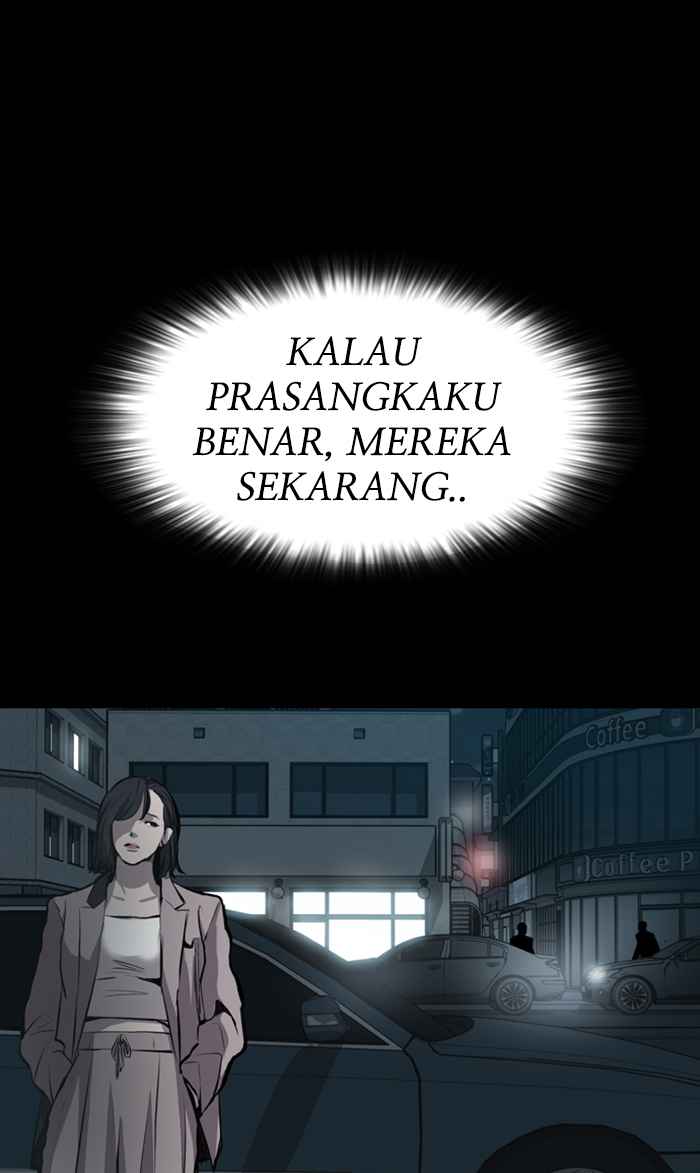 KALAU
PRASANGKAKU
BENAR, MEREKA
SEKARANG..
Coffee
Coffee P